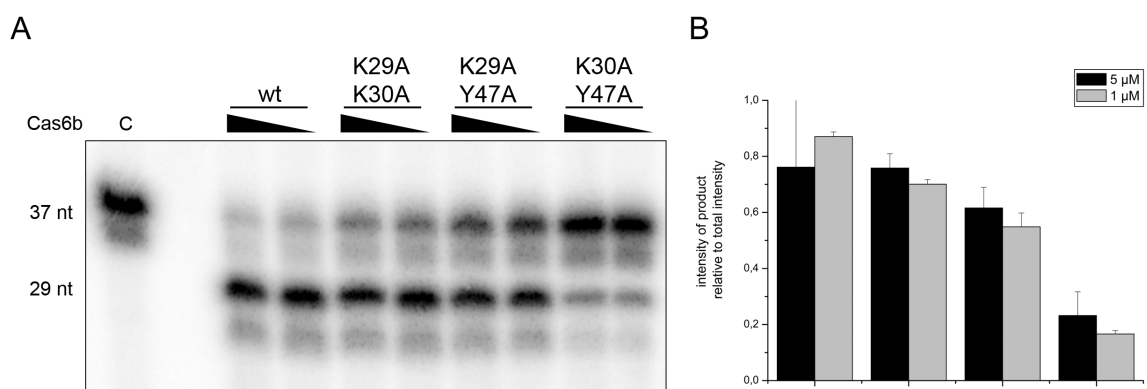 A
K29A K29A K30A
wt K30A Y47A Y47A
Cas6b C
37 nt
29 nt
B
5 µM
1 µM
intensity of product
relative to total intensity
1,0
0,8
0,6
0,4
0,2
0,0